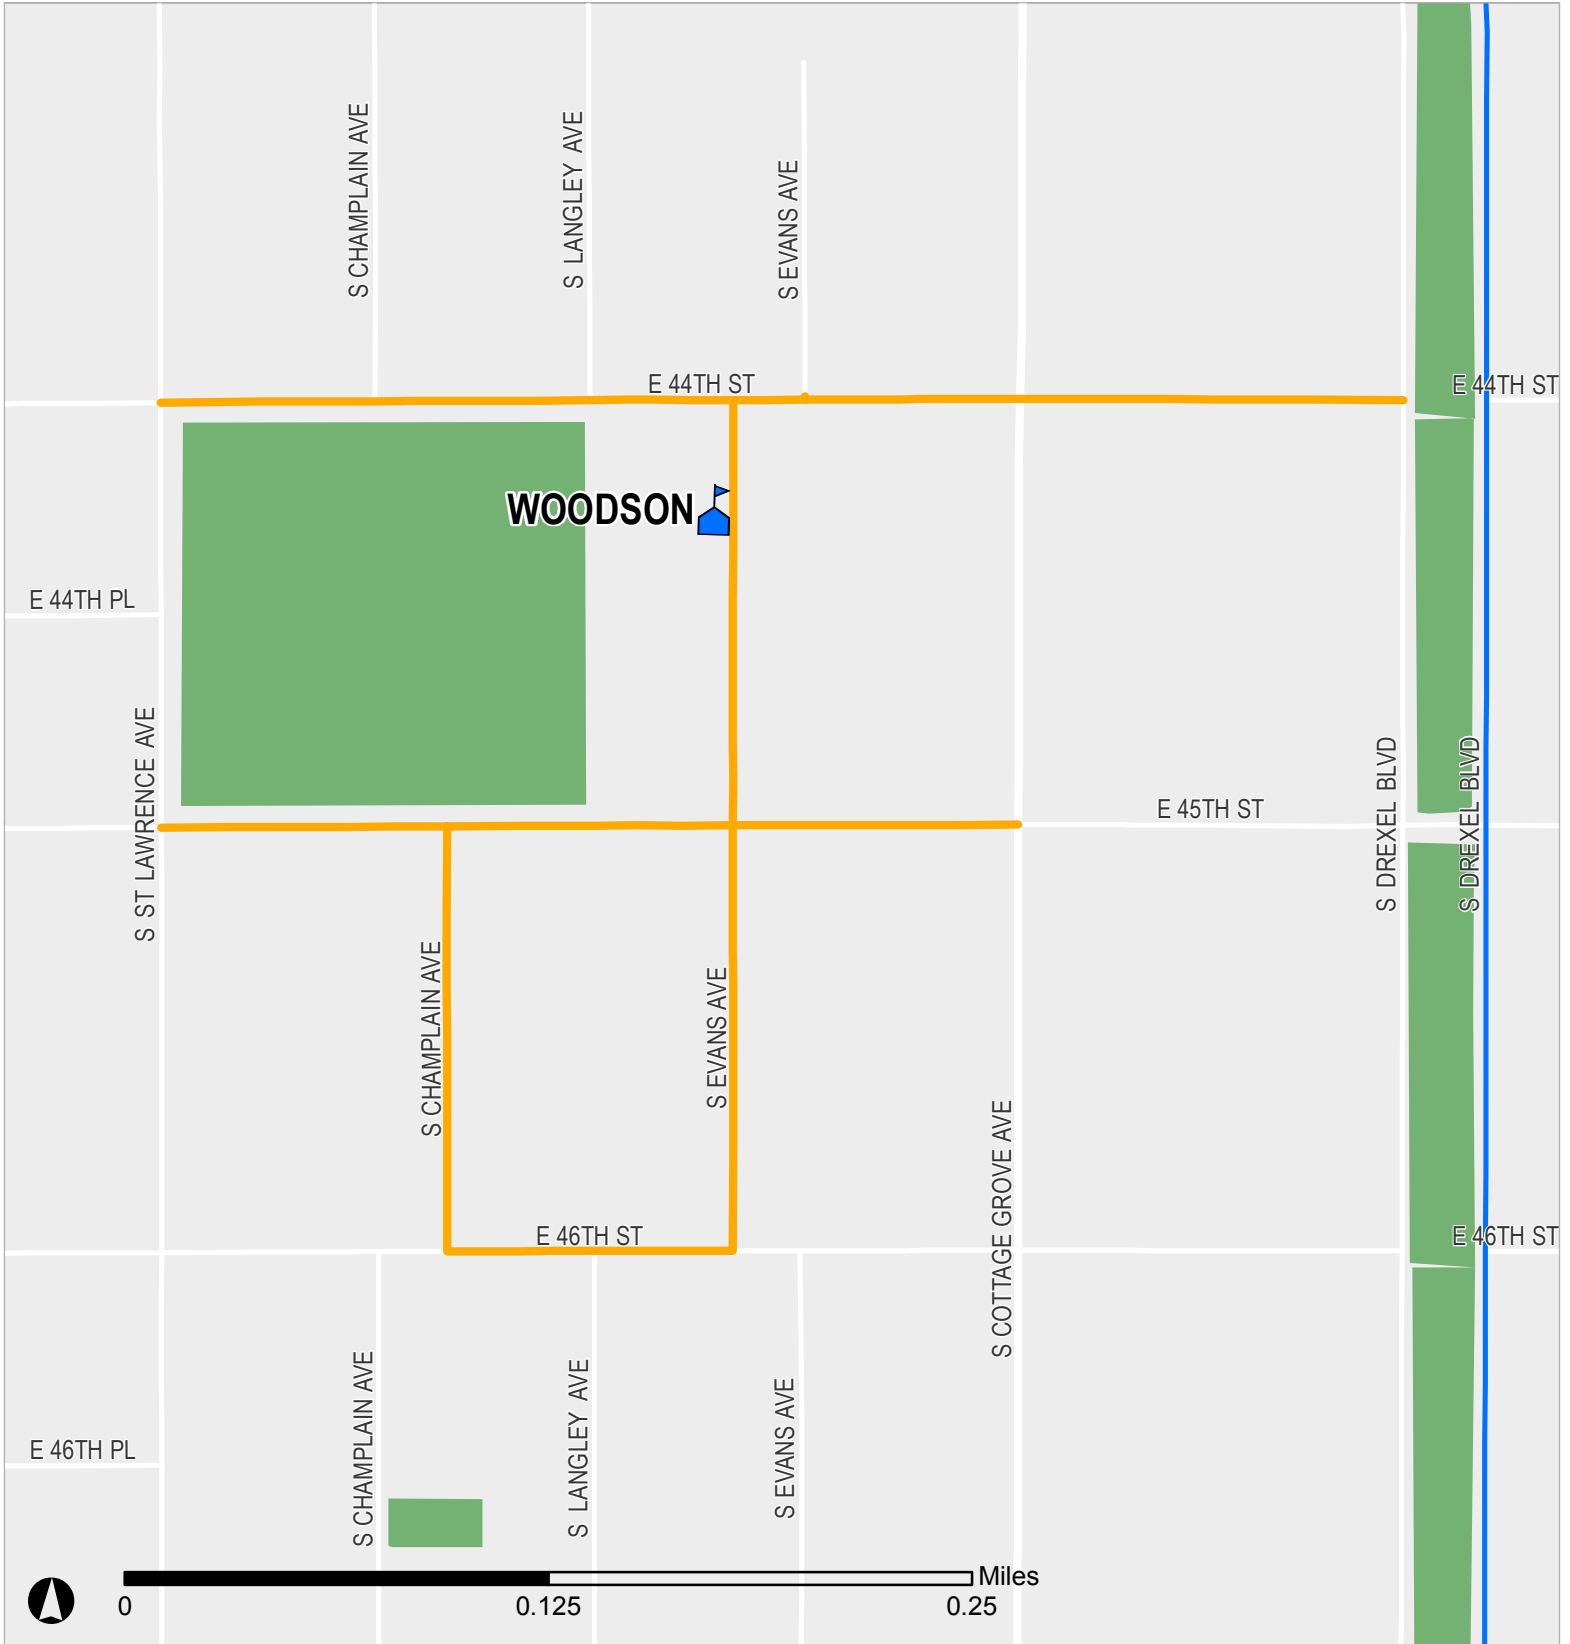 S CHAMPLAIN AVE
S LANGLEY AVE
S EVANS AVE
E 44TH ST
E 44TH ST
WOODSON
E 44TH PL
S ST LAWRENCE AVE
S DREXEL BLVD
S DREXEL BLVD
E 45TH ST
S CHAMPLAIN AVE
S EVANS AVE
S COTTAGE GROVE AVE
E 46TH ST
E 46TH ST
S CHAMPLAIN AVE
S LANGLEY AVE
S EVANS AVE
E 46TH PL
Miles
0
0.125
0.25